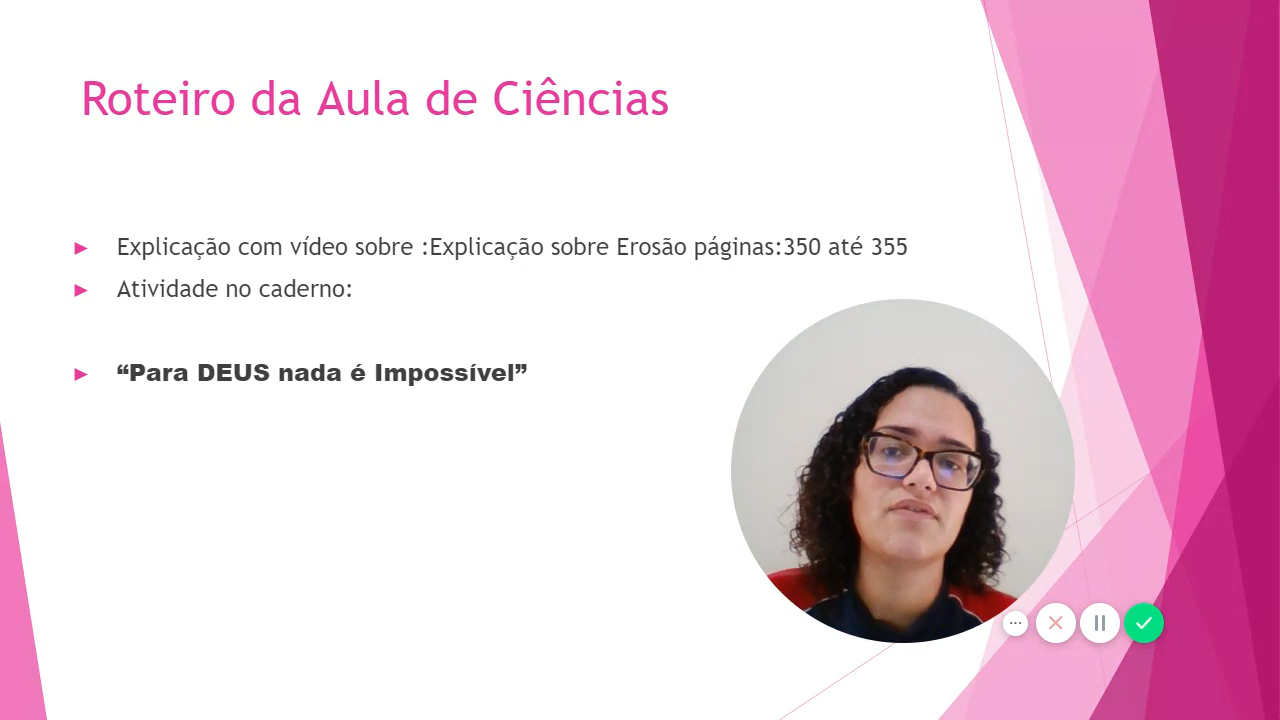 Roteiro da Aula de Ciências
Explicação com vídeo sobre :Explicação sobre Erosão páginas:350 até 355
Atividade no caderno:
“Para DEUS nada é Impossível”